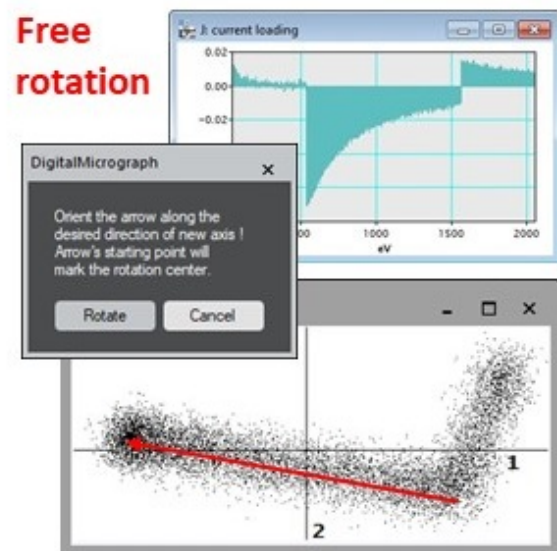 Free
rotation
J: current loading
0.02
0.00
-0.02
500
1000
1500
2000
eV
DigitalMicrograph
Orient the arrow along the
desired direction of new axis !
Arrow's starting point will
mark the rotation center.
Rotate
Cancel
1
2